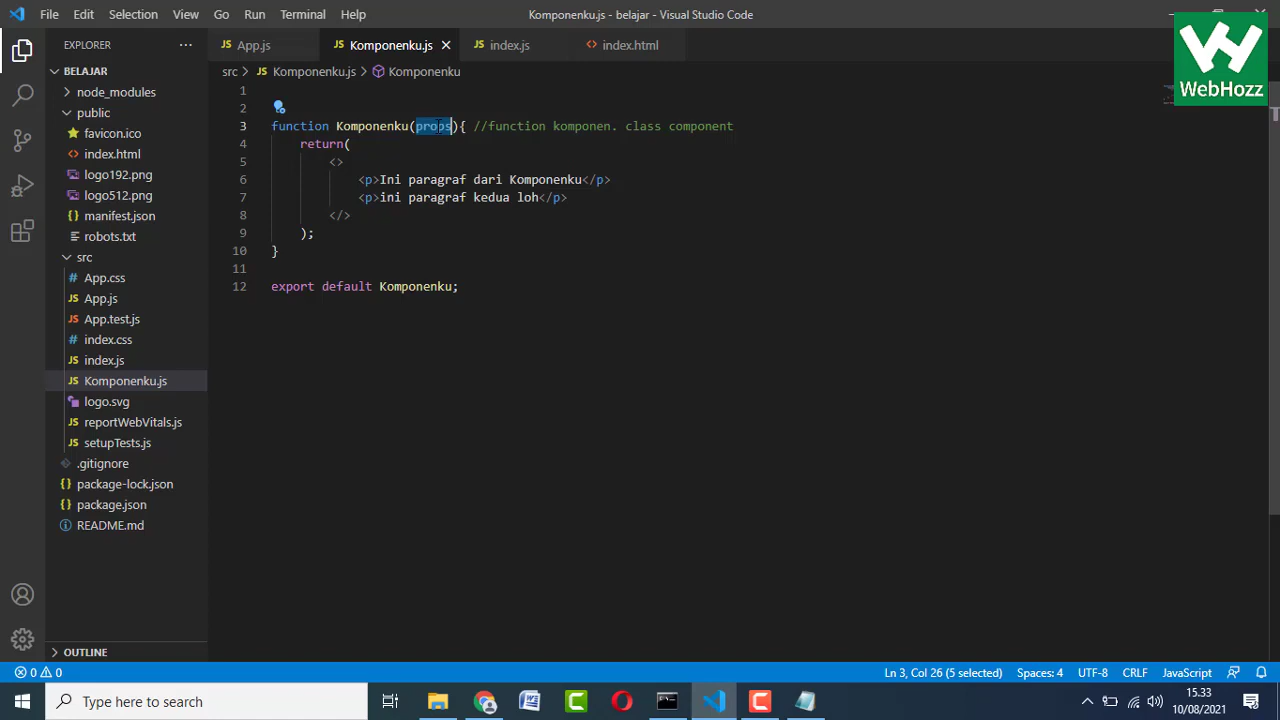 File Edit Selection View Go Run Terminal Help
Komponenku.js - belajar - Visual Studio Code
WebHozz
EXPLORER
App.js
Komponenku.js
index.js
index.html
BELAJAR
src > Komponenku.js > Komponenku
node_modules
public
favicon.ico
index.html
logo192.png
logo512.png
manifest.json
robots.txt
src
App.css
App.js
App.test.js
index.css
index.js
Komponenku.js
logo.svg
reportWebVitals.js
setupTests.js
.gitignore
package-lock.json
package.json
README.md
OUTLINE
1
2
3 function Komponenku(props){ //function komponen. class component
4 return(
5 <>
6 <p>Ini paragraf dari Komponenku</p>
7 <p>ini paragraf kedua loh</p>
8 </>
9 );
10 }
11
12 export default Komponenku;
0 0
Ln 3, Col 26 (5 selected) Spaces: 4 UTF-8 CRLF JavaScript
Type here to search
15.33
10/08/2021